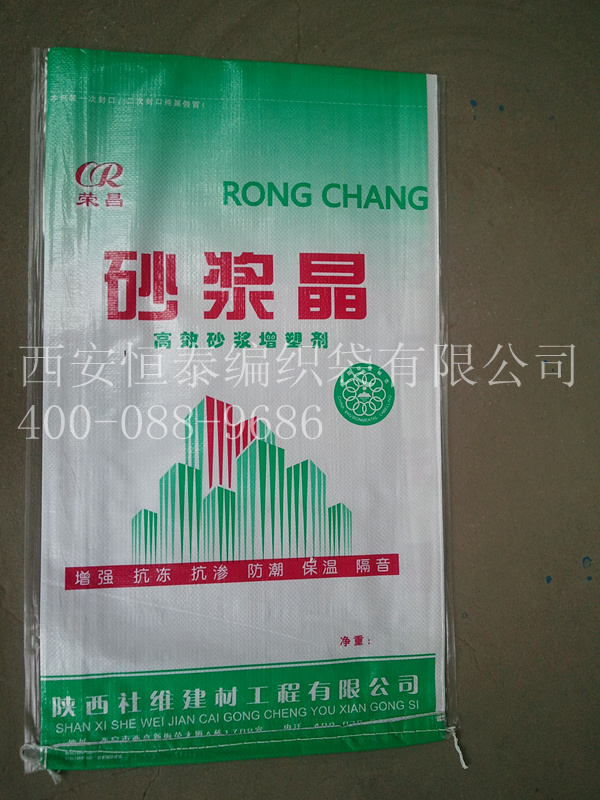 RONG CHANG
荣昌
砂浆晶
高效砂浆增塑剂
西安恒泰编织袋有限公司
400-088-9686
增强 抗冻 抗渗 防潮 保温 隔音
净重：
陕西社维建材工程有限公司
SHAN XI SHE WEI JIAN CAI GONG CHENG YOU XIAN GONG SI